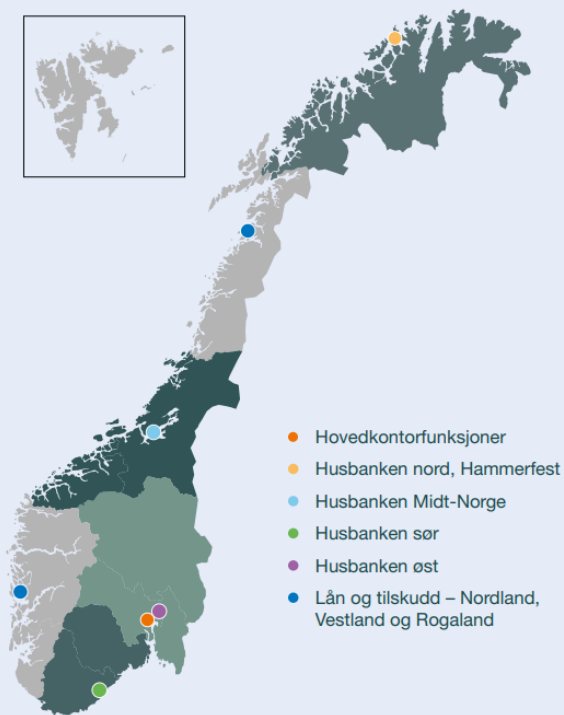 Hovedkontorfunksjoner
Husbanken nord, Hammerfest
Husbanken Midt-Norge
Husbanken sør
Husbanken øst
Lån og tilskudd – Nordland,
Vestland og Rogaland